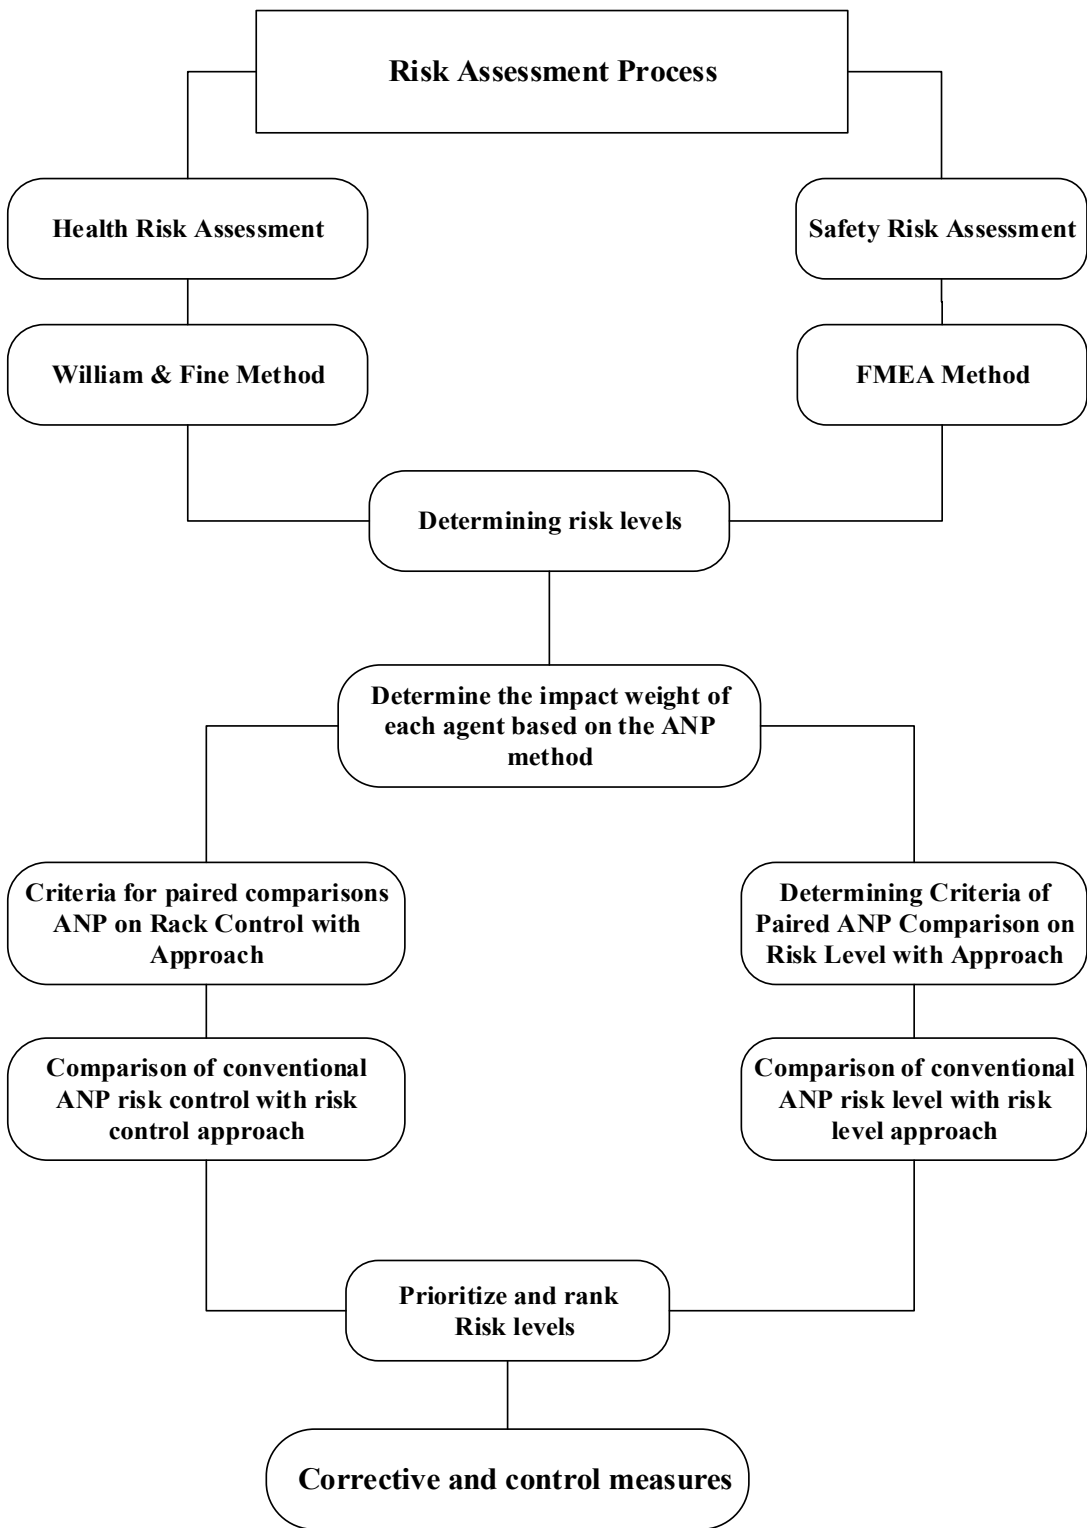 Risk Assessment Process
Health Risk Assessment
Safety Risk Assessment
William & Fine Method
FMEA Method
Determining risk levels
Determine the impact weight of
each agent based on the ANP
method
Criteria for paired comparisons
ANP on Rack Control with
Approach
Determining Criteria of
Paired ANP Comparison on
Risk Level with Approach
Comparison of conventional
ANP risk control with risk
control approach
Comparison of conventional
ANP risk level with risk
level approach
Prioritize and rank
Risk levels
Corrective and control measures